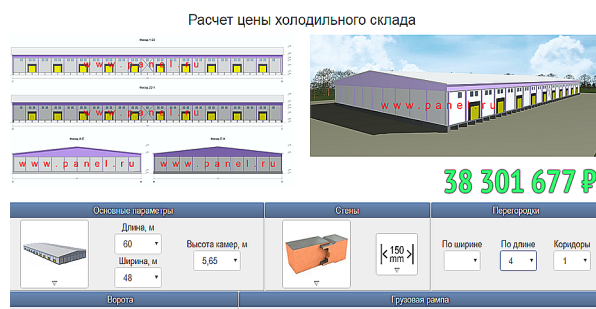 Расчет цены холодильного склада
www.panel.ru
www.panel.ru
www.panel.ru
www.panel.ru
www.panel.ru
38 301 677 ₽
Основные параметры
Стены
Перегородки
Длина, м
60
Ширина, м
48
Высота камер, м
5,65
150
mm
По ширине
По длине
4
Коридоры
1
Ворота
Грузовая рампа